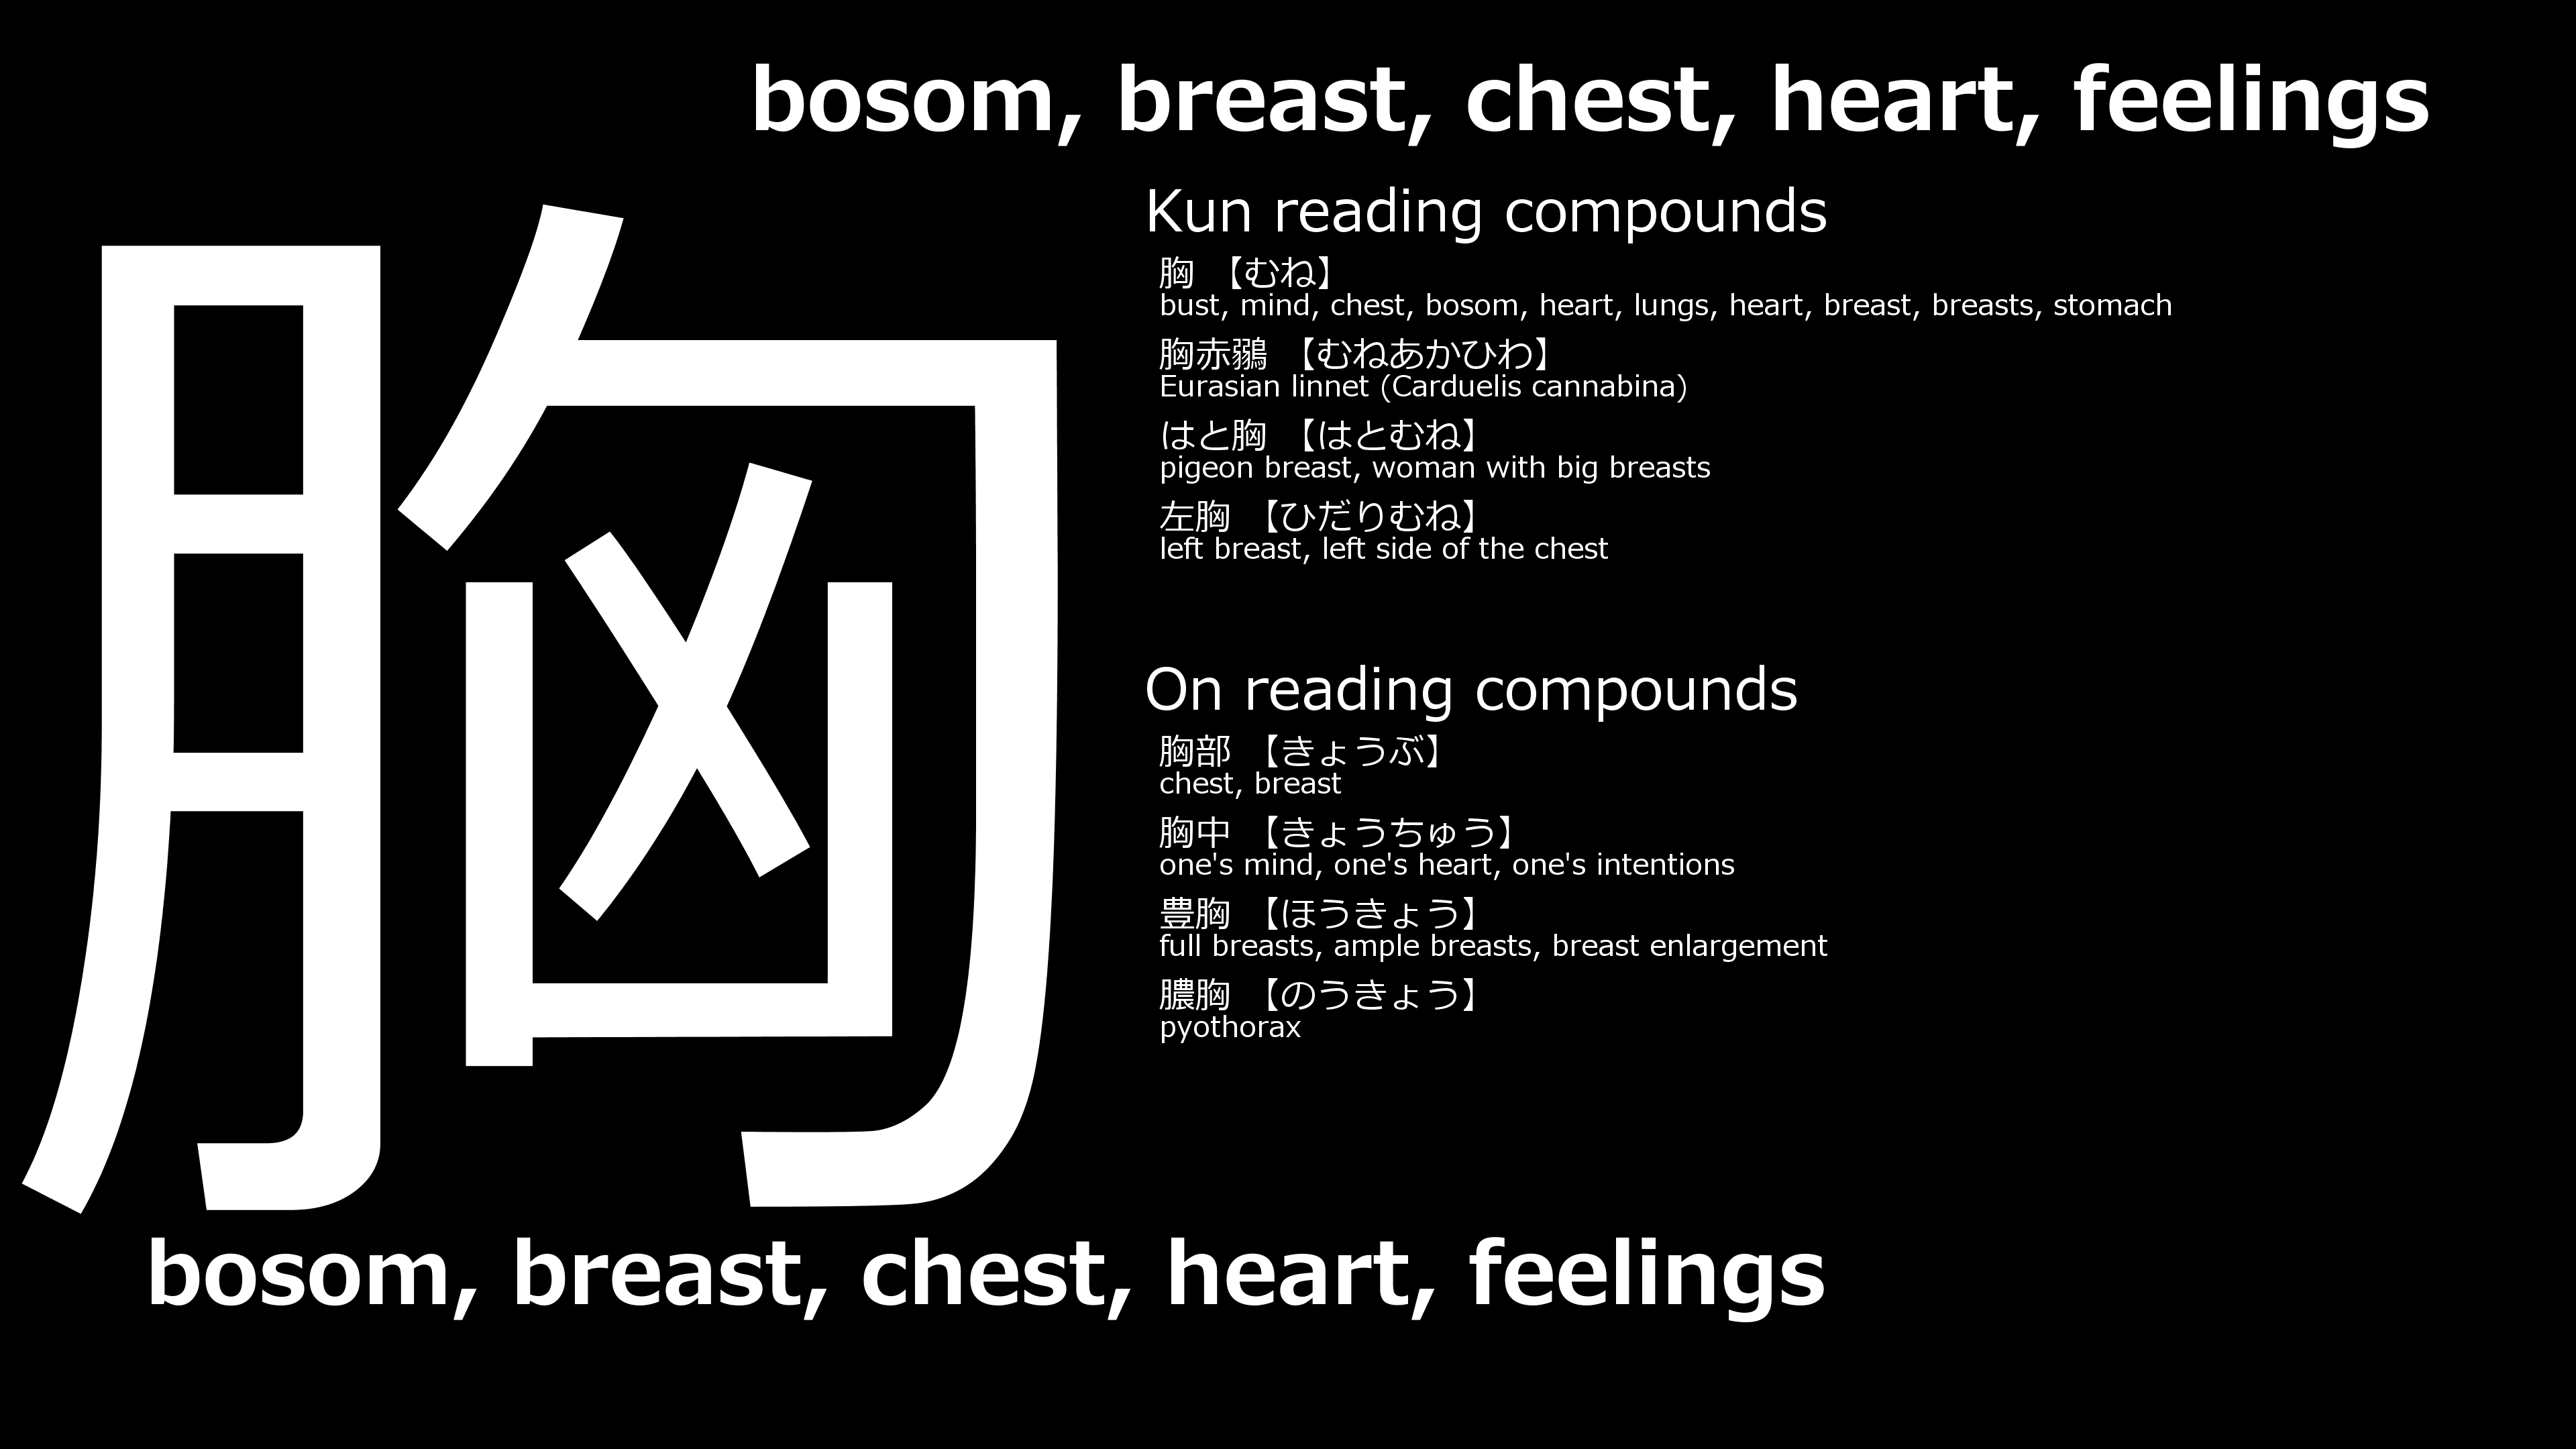 bosom, breast, chest, heart, feelings
胸
Kun reading compounds
胸 【むね】
bust, mind, chest, bosom, heart, lungs, heart, breast, breasts, stomach
胸赤鶸 【むねあかひわ】
Eurasian linnet (Carduelis cannabina)
はと胸 【はとむね】
pigeon breast, woman with big breasts
左胸 【ひだりむね】
left breast, left side of the chest
On reading compounds
胸部 【きょうぶ】
chest, breast
胸中 【きょうちゅう】
one's mind, one's heart, one's intentions
豊胸 【ほうきょう】
full breasts, ample breasts, breast enlargement
膿胸 【のうきょう】
pyothorax
bosom, breast, chest, heart, feelings